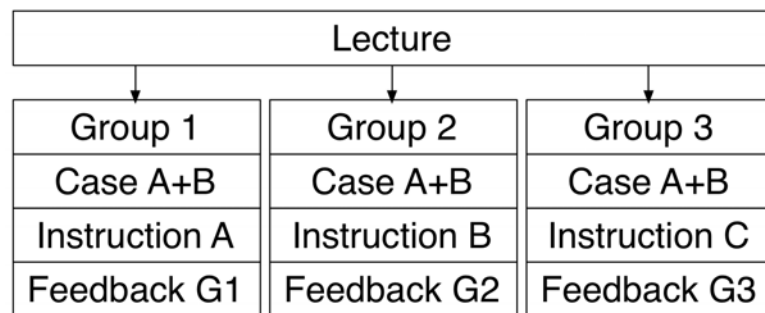 Lecture
Group 1
Case A+B
Instruction A
Feedback G1
Group 2
Case A+B
Instruction B
Feedback G2
Group 3
Case A+B
Instruction C
Feedback G3